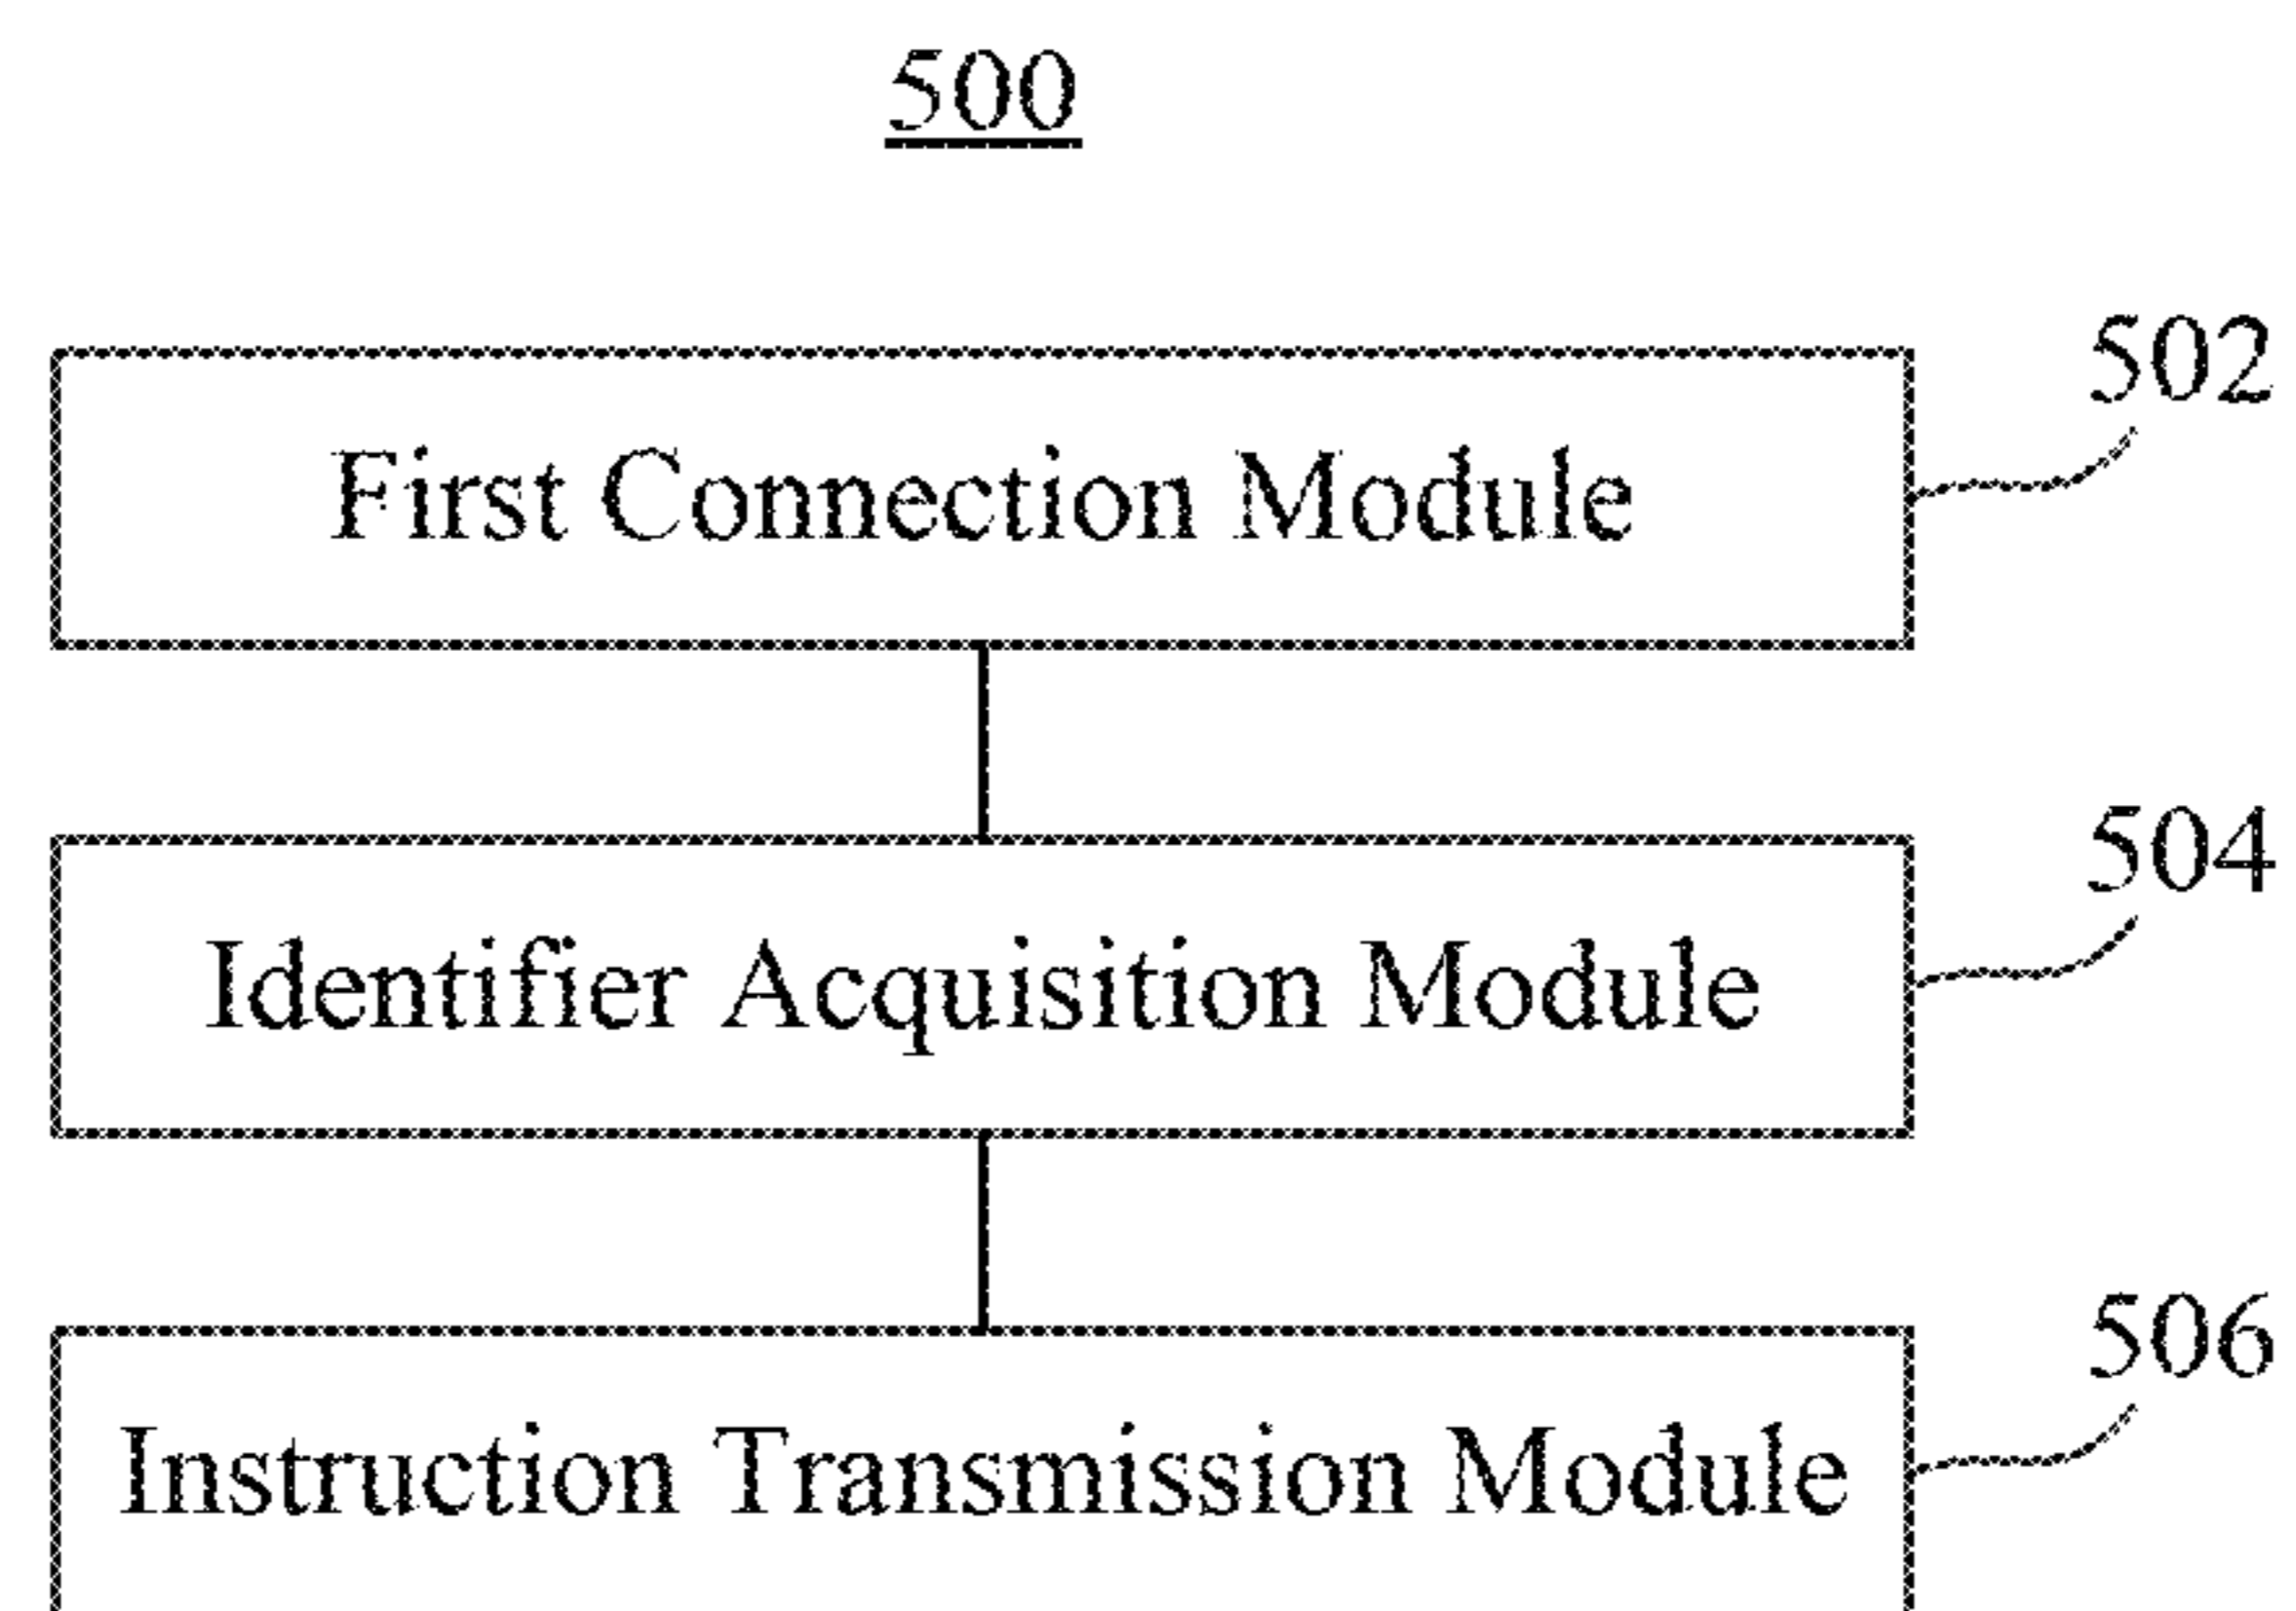 500
502
First Connection Module
504
Identifier Acquisition Module
506
Instruction Transmission Module